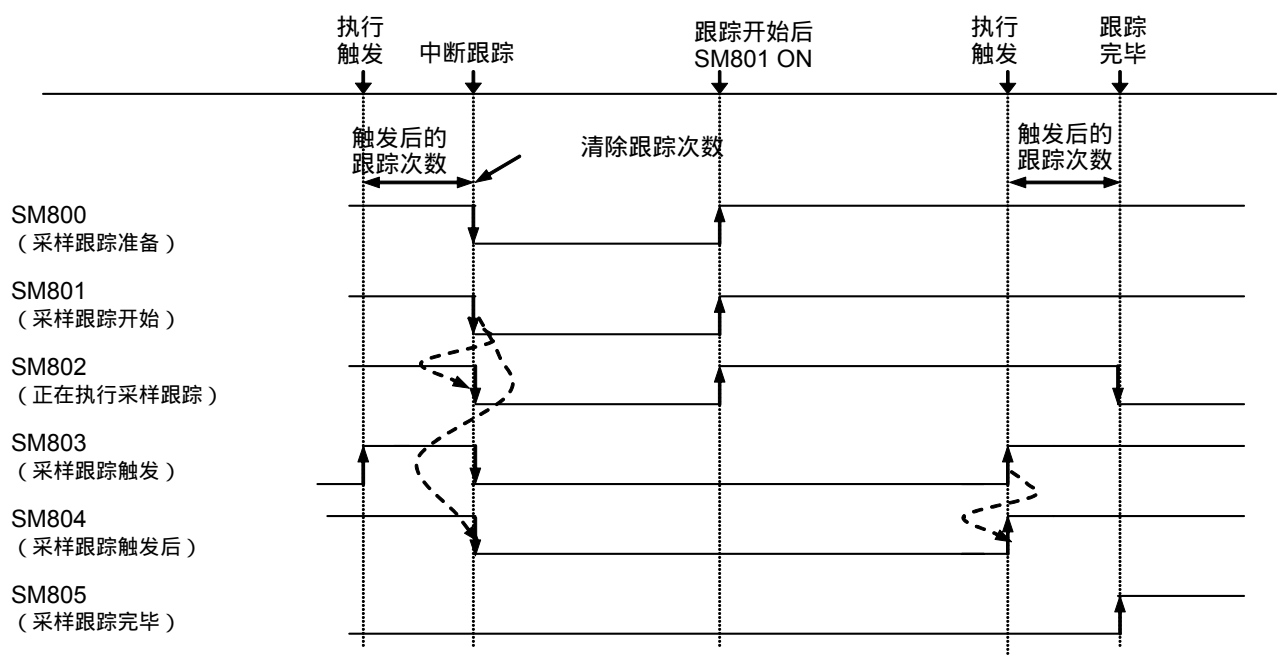 执行
触发
中断跟踪
跟踪开始后
SM801 ON
执行
触发
跟踪
完毕
触发后的
跟踪次数
清除跟踪次数
触发后的
跟踪次数
SM800
（采样跟踪准备）
SM801
（采样跟踪开始）
SM802
（正在执行采样跟踪）
SM803
（采样跟踪触发）
SM804
（采样跟踪触发后）
SM805
（采样跟踪完毕）